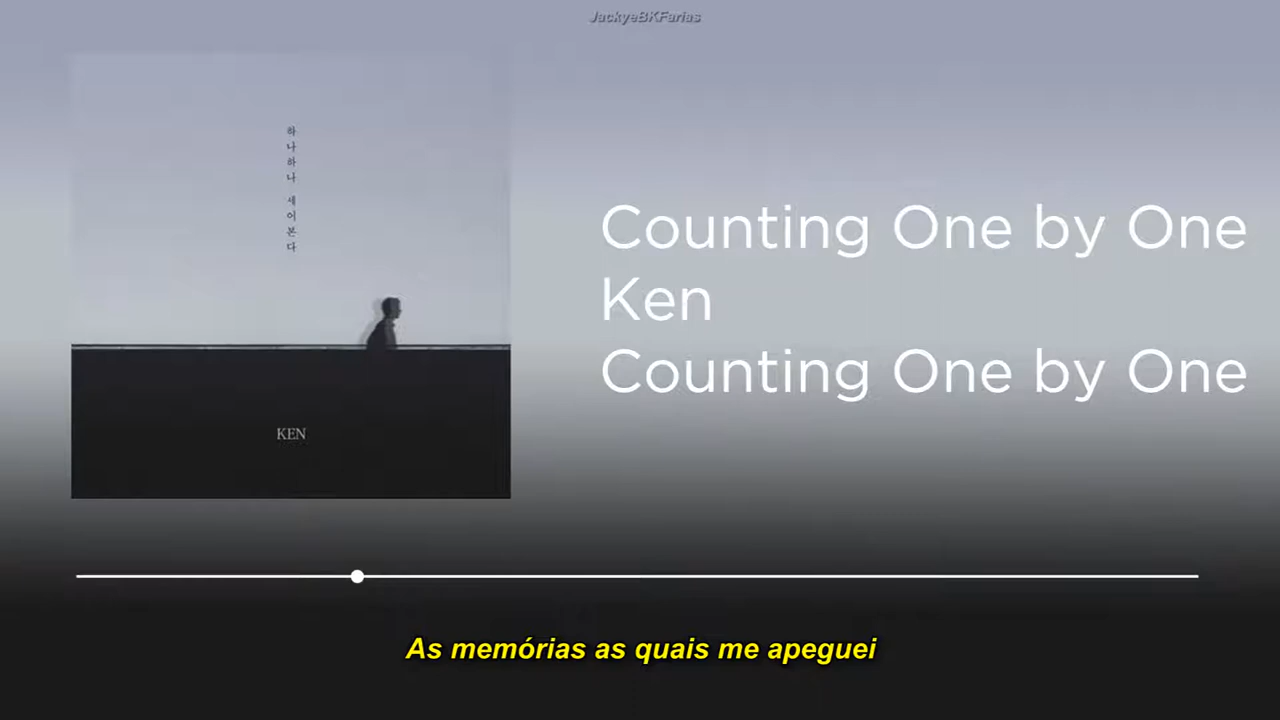 JackyeBKFarias
하나하나 세어본다
KEN
Counting One by One
Ken
Counting One by One
As memórias as quais me apeguei